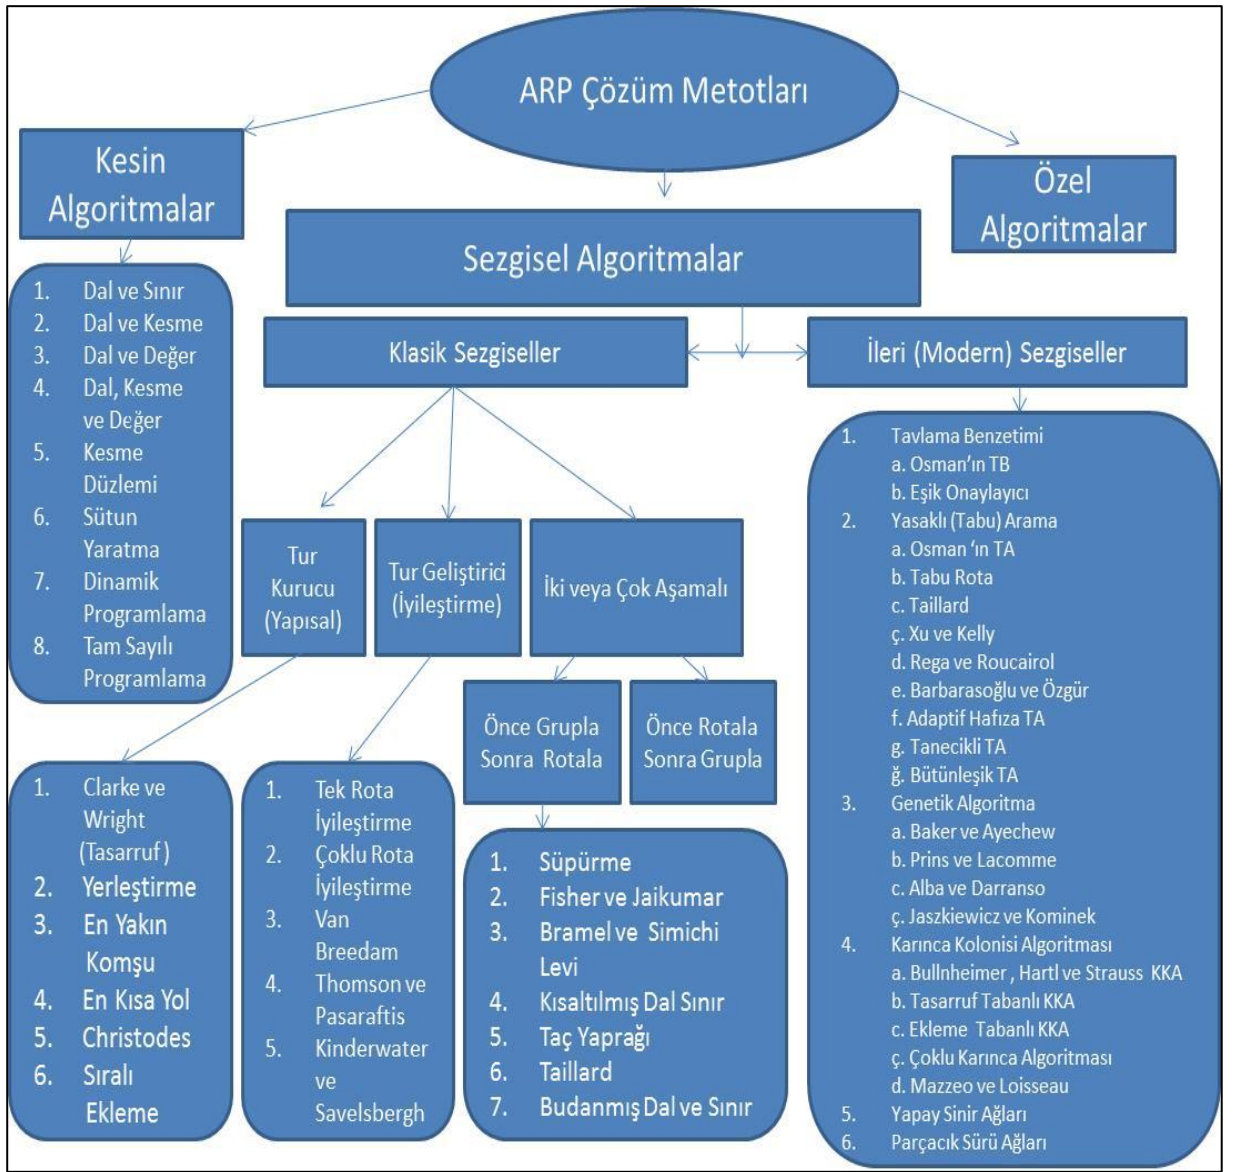 ARP Çözüm Metotları
Kesin
Algoritmalar
Özel
Algoritmalar
Sezgisel Algoritmalar
1. Dal ve Sınır
2. Dal ve Kesme
3. Dal ve Değer
4. Dal, Kesme
ve Değer
5. Kesme
Düzlemi
6. Sütun
Yaratma
7. Dinamik
Programlama
8. Tam Sayılı
Programlama
Klasik Sezgiseller
İleri (Modern) Sezgiseller
Tur
Kurucu
(Yapısal)
Tur Geliştirici
(İyileştirme)
İki veya Çok Aşamalı
Önce Grupla
Sonra Rotala
Önce Rotala
Sonra Grupla
1. Clarke ve
Wright
(Tasarruf )
2. Yerleştirme
3. En Yakın
Komşu
4. En Kısa Yol
5. Christodes
6. Sıralı
Ekleme
1. Tek Rota
İyileştirme
2. Çoklu Rota
İyileştirme
3. Van
Breedam
4. Thomson ve
Pasaraftis
5. Kinderwater
ve
Savelsbergh
1. Süpürme
2. Fisher ve Jaikumar
3. Bramel ve Simichi
Levi
4. Kısaltılmış Dal Sınır
5. Taç Yaprağı
6. Taillard
7. Budanmış Dal ve Sınır
1. Tavlama Benzetimi
a. Osman’ın TB
b. Eşik Onaylayıcı
2. Yasaklı (Tabu) Arama
a. Osman ‘ın TA
b. Tabu Rota
c. Taillard
ç. Xu ve Kelly
d. Rega ve Roucairol
e. Barbarasoğlu ve Özgür
f. Adaptif Hafıza TA
g. Tanecikli TA
ğ. Bütünleşik TA
3. Genetik Algoritma
a. Baker ve Ayechew
b. Prins ve Lacomme
c. Alba ve Darranso
ç. Jaszkiewicz ve Kominek
4. Karınca Kolonisi Algoritması
a. Bullnheimer , Hartl ve Strauss KKA
b. Tasarruf Tabanlı KKA
c. Ekleme Tabanlı KKA
ç. Çoklu Karınca Algoritması
d. Mazzeo ve Loisseau
5. Yapay Sinir Ağları
6. Parçacık Sürü Ağları